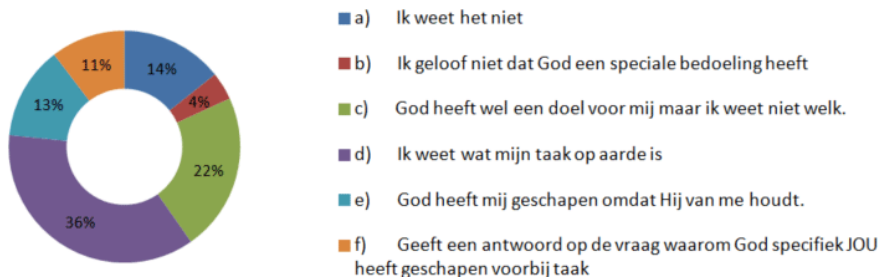 14%
4%
22%
36%
13%
11%
a) Ik weet het niet
b) Ik geloof niet dat God een speciale bedoeling heeft
c) God heeft wel een doel voor mij maar ik weet niet welk.
d) Ik weet wat mijn taak op aarde is
e) God heeft mij geschapen omdat Hij van me houdt.
f) Geeft een antwoord op de vraag waarom God specifiek JOU
heeft geschapen voorbij taak